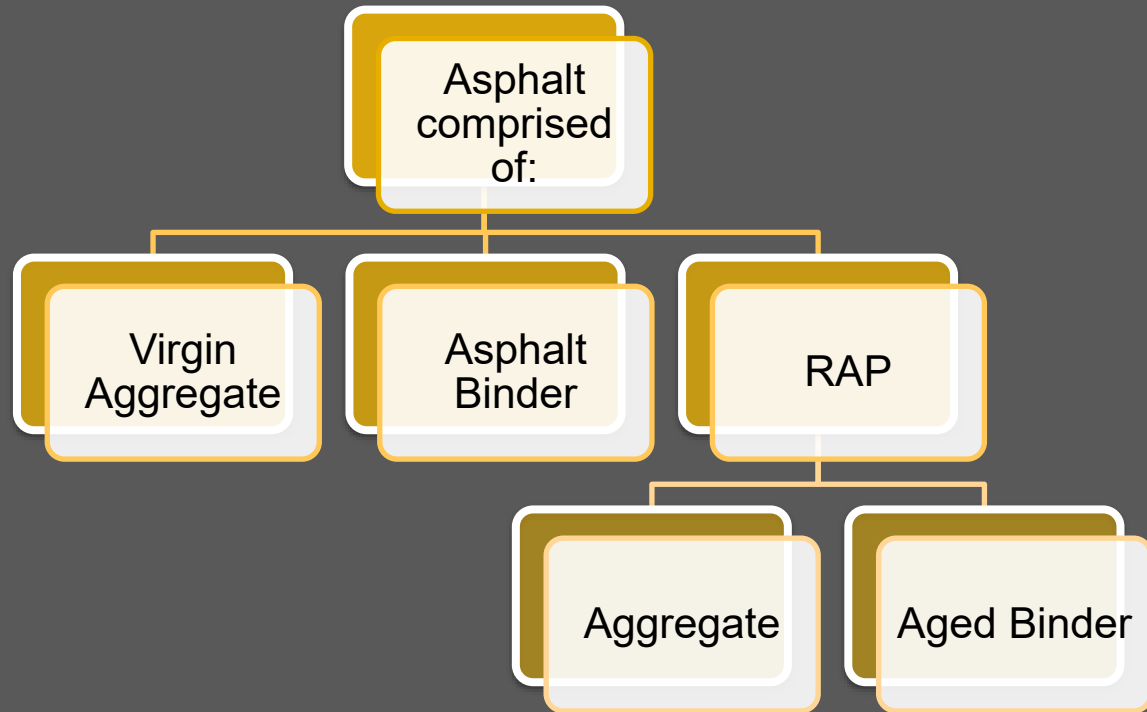 Asphalt
comprised
of:
Virgin
Aggregate
Asphalt
Binder
RAP
Aggregate
Aged Binder